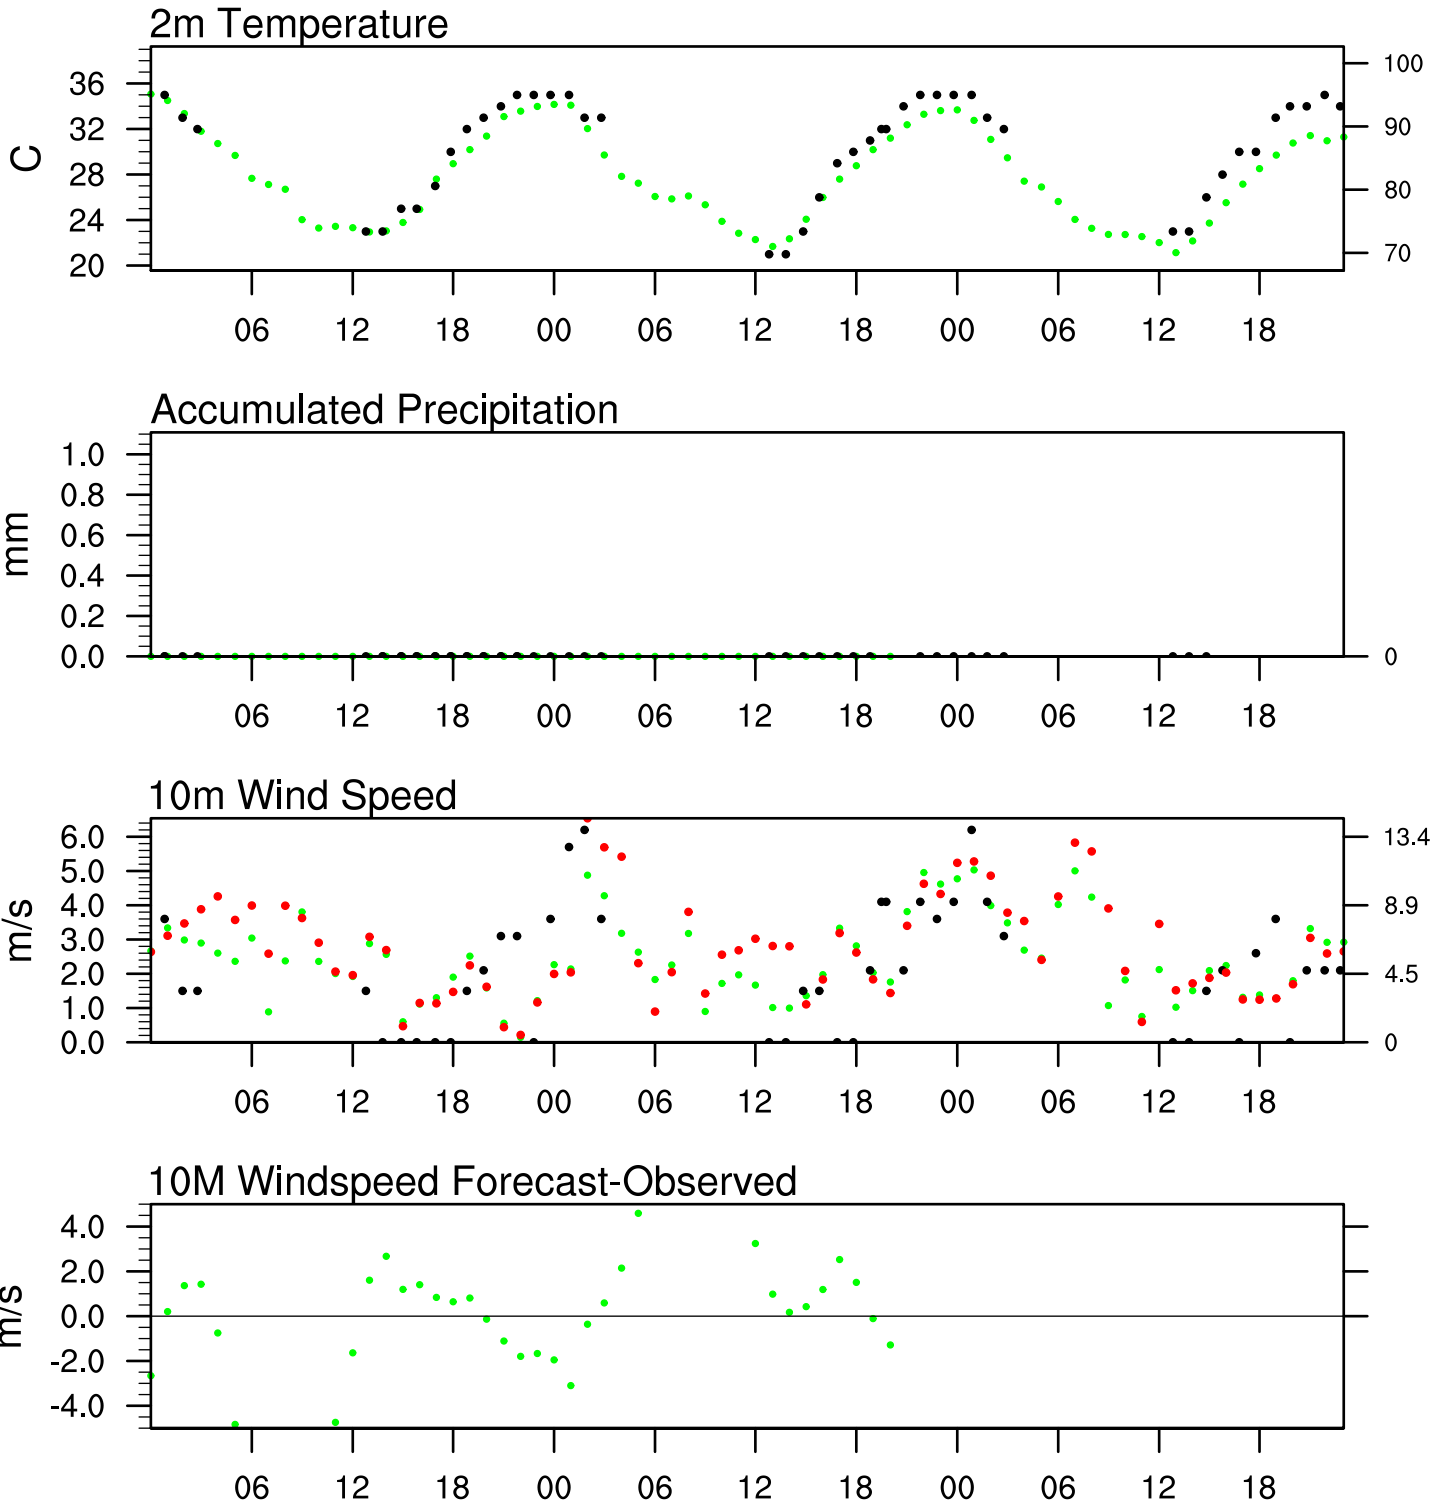 2m Temperature
36
32
28
24
20
C
100
90
80
70
06 12 18 00 06 12 18 00 06 12 18
Accumulated Precipitation
1.0
0.8
0.6
0.4
0.2
0.0
mm
0
06 12 18 00 06 12 18 00 06 12 18
10m Wind Speed
6.0
5.0
4.0
3.0
2.0
1.0
0.0
m/s
13.4
8.9
4.5
0
06 12 18 00 06 12 18 00 06 12 18
10M Windspeed Forecast-Observed
4.0
2.0
0.0
-2.0
-4.0
m/s
06 12 18 00 06 12 18 00 06 12 18